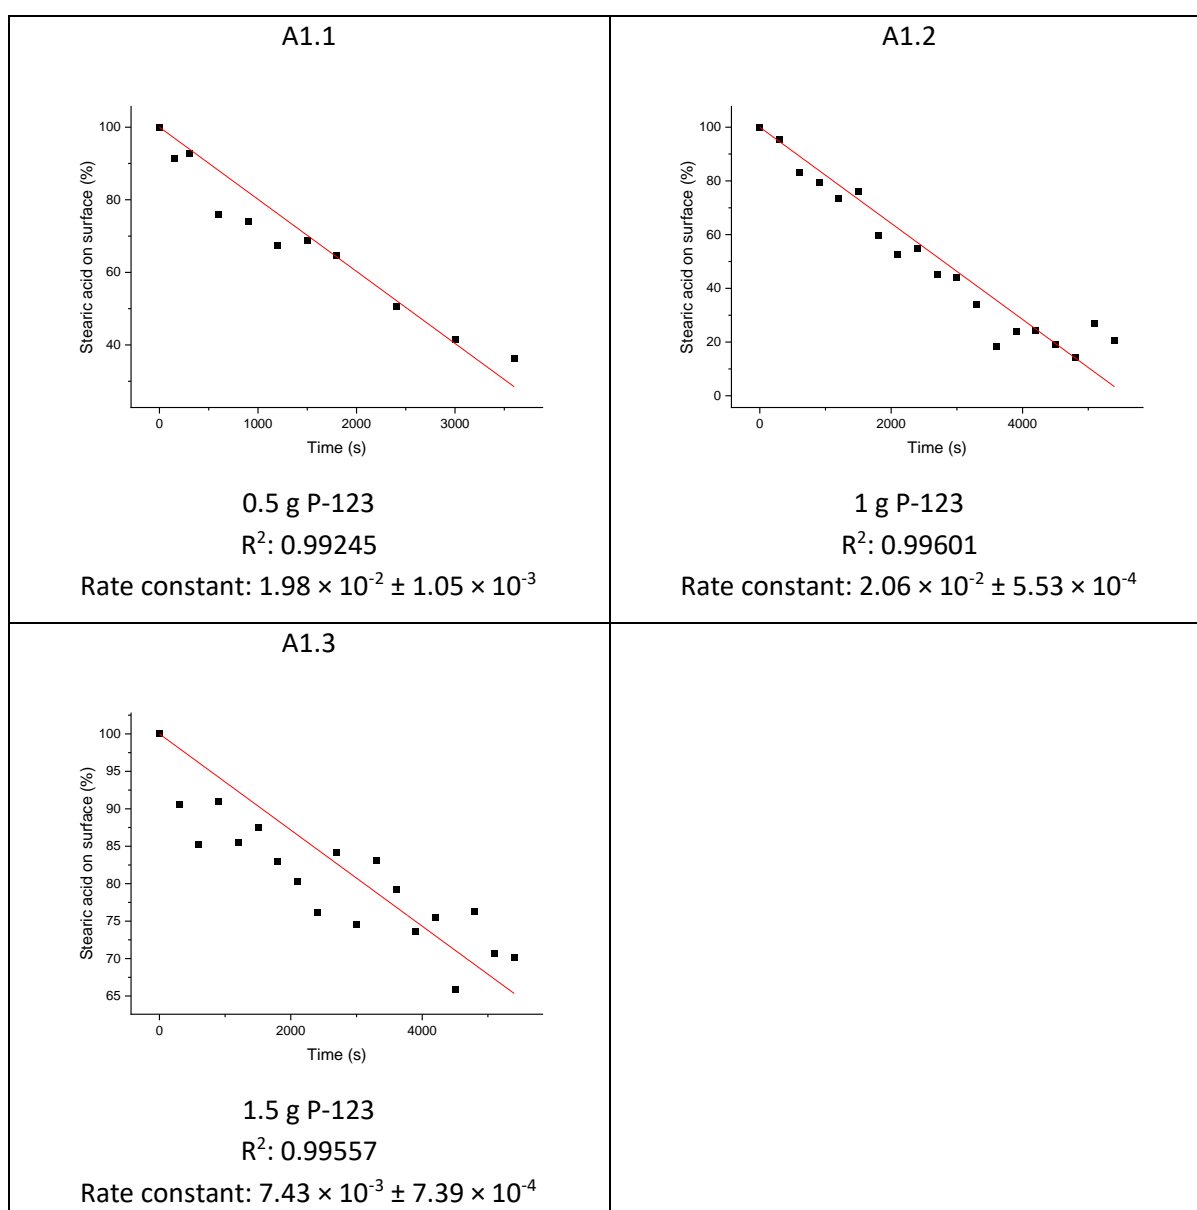 A1.1
100
80
60
40
Stearic acid on surface (%)
0
1000
2000
3000
Time (s)
0.5 g P-123
R²: 0.99245
Rate constant: 1.98 × 10⁻² ± 1.05 × 10⁻³
A1.2
100
80
60
40
20
0
Stearic acid on surface (%)
0
2000
4000
Time (s)
1 g P-123
R²: 0.99601
Rate constant: 2.06 × 10⁻² ± 5.53 × 10⁻⁴
A1.3
100
95
90
85
80
75
70
65
Stearic acid on surface (%)
0
2000
4000
Time (s)
1.5 g P-123
R²: 0.99557
Rate constant: 7.43 × 10⁻³ ± 7.39 × 10⁻⁴